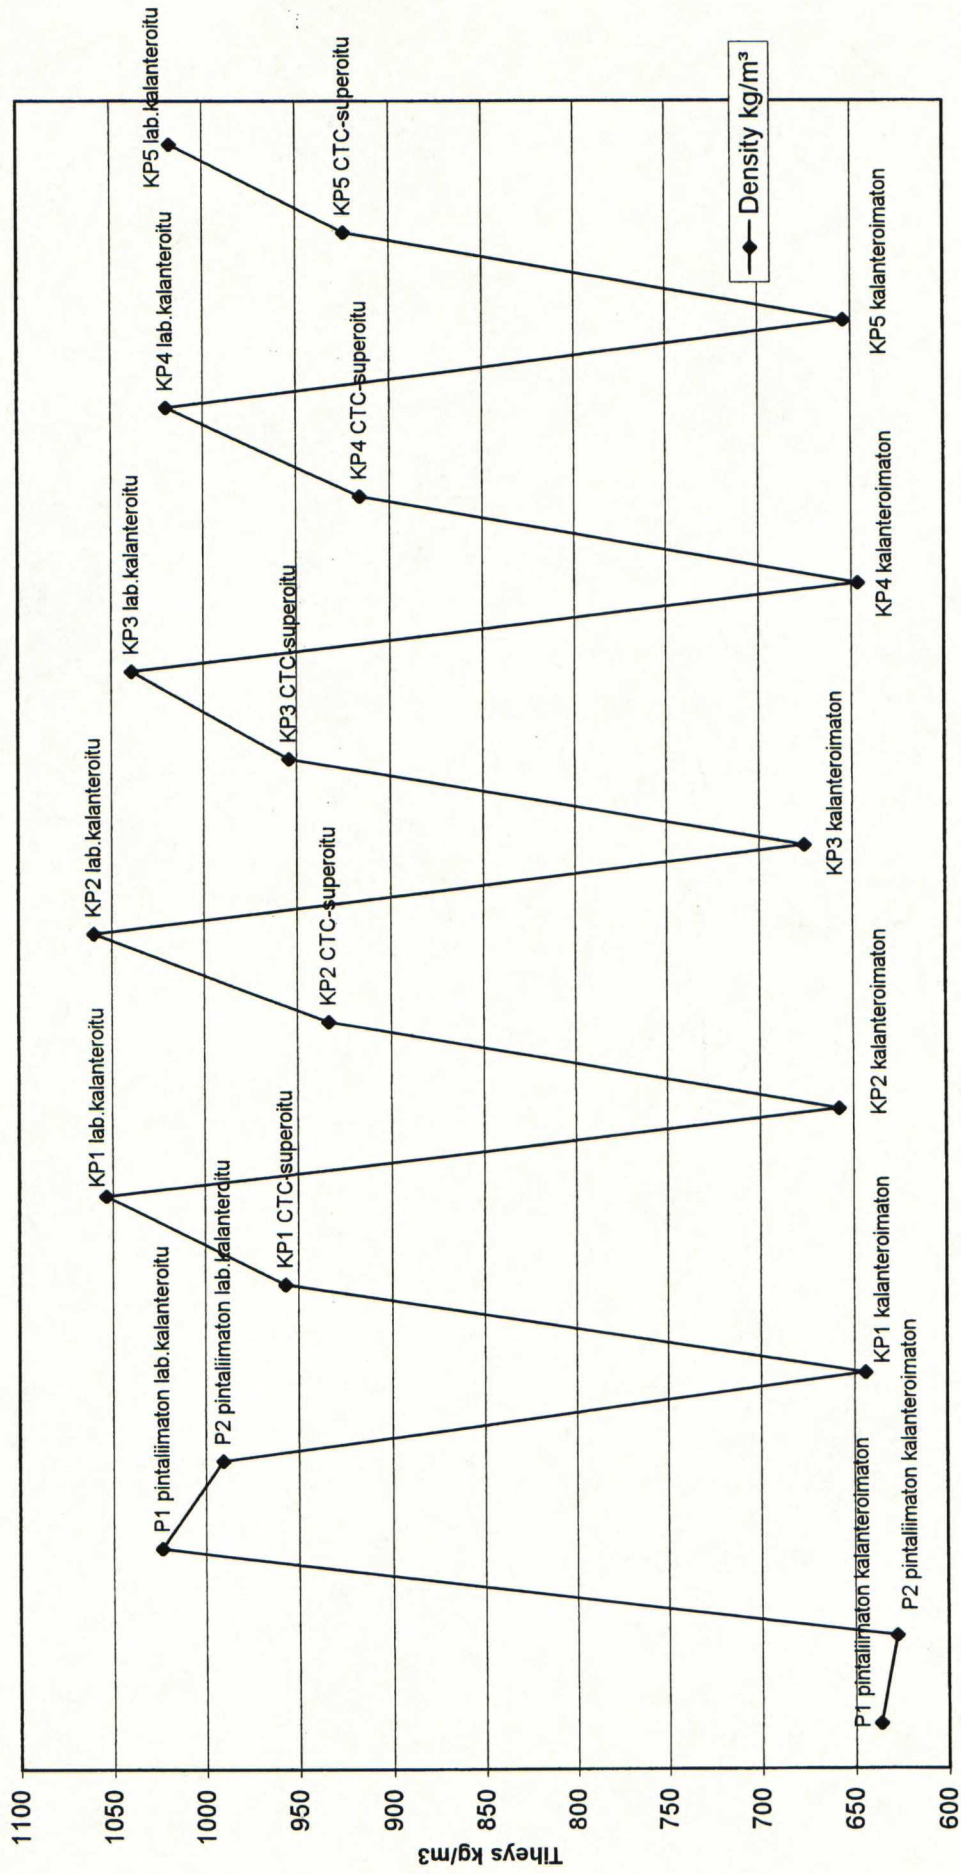 Tiheys kg/m3
1100
1050
1000
950
900
850
800
750
700
650
600
P1 pintaliimaton kalanteroimaton
P2 pintaliimaton kalanteroimaton
P1 pintaliimaton lab.kalanteroitu
P2 pintaliimaton lab.kalanteroitu
KP1 kalanteroimaton
KP1 CTC-superoitu
KP1 lab.kalanteroitu
KP2 kalanteroimaton
KP2 CTC-superoitu
KP2 lab.kalanteroitu
KP3 kalanteroimaton
KP3 CTC-superoitu
KP3 lab.kalanteroitu
KP4 kalanteroimaton
KP4 CTC-superoitu
KP4 lab.kalanteroitu
KP5 kalanteroimaton
KP5 CTC-superoitu
KP5 lab.kalanteroitu
Density kg/m³